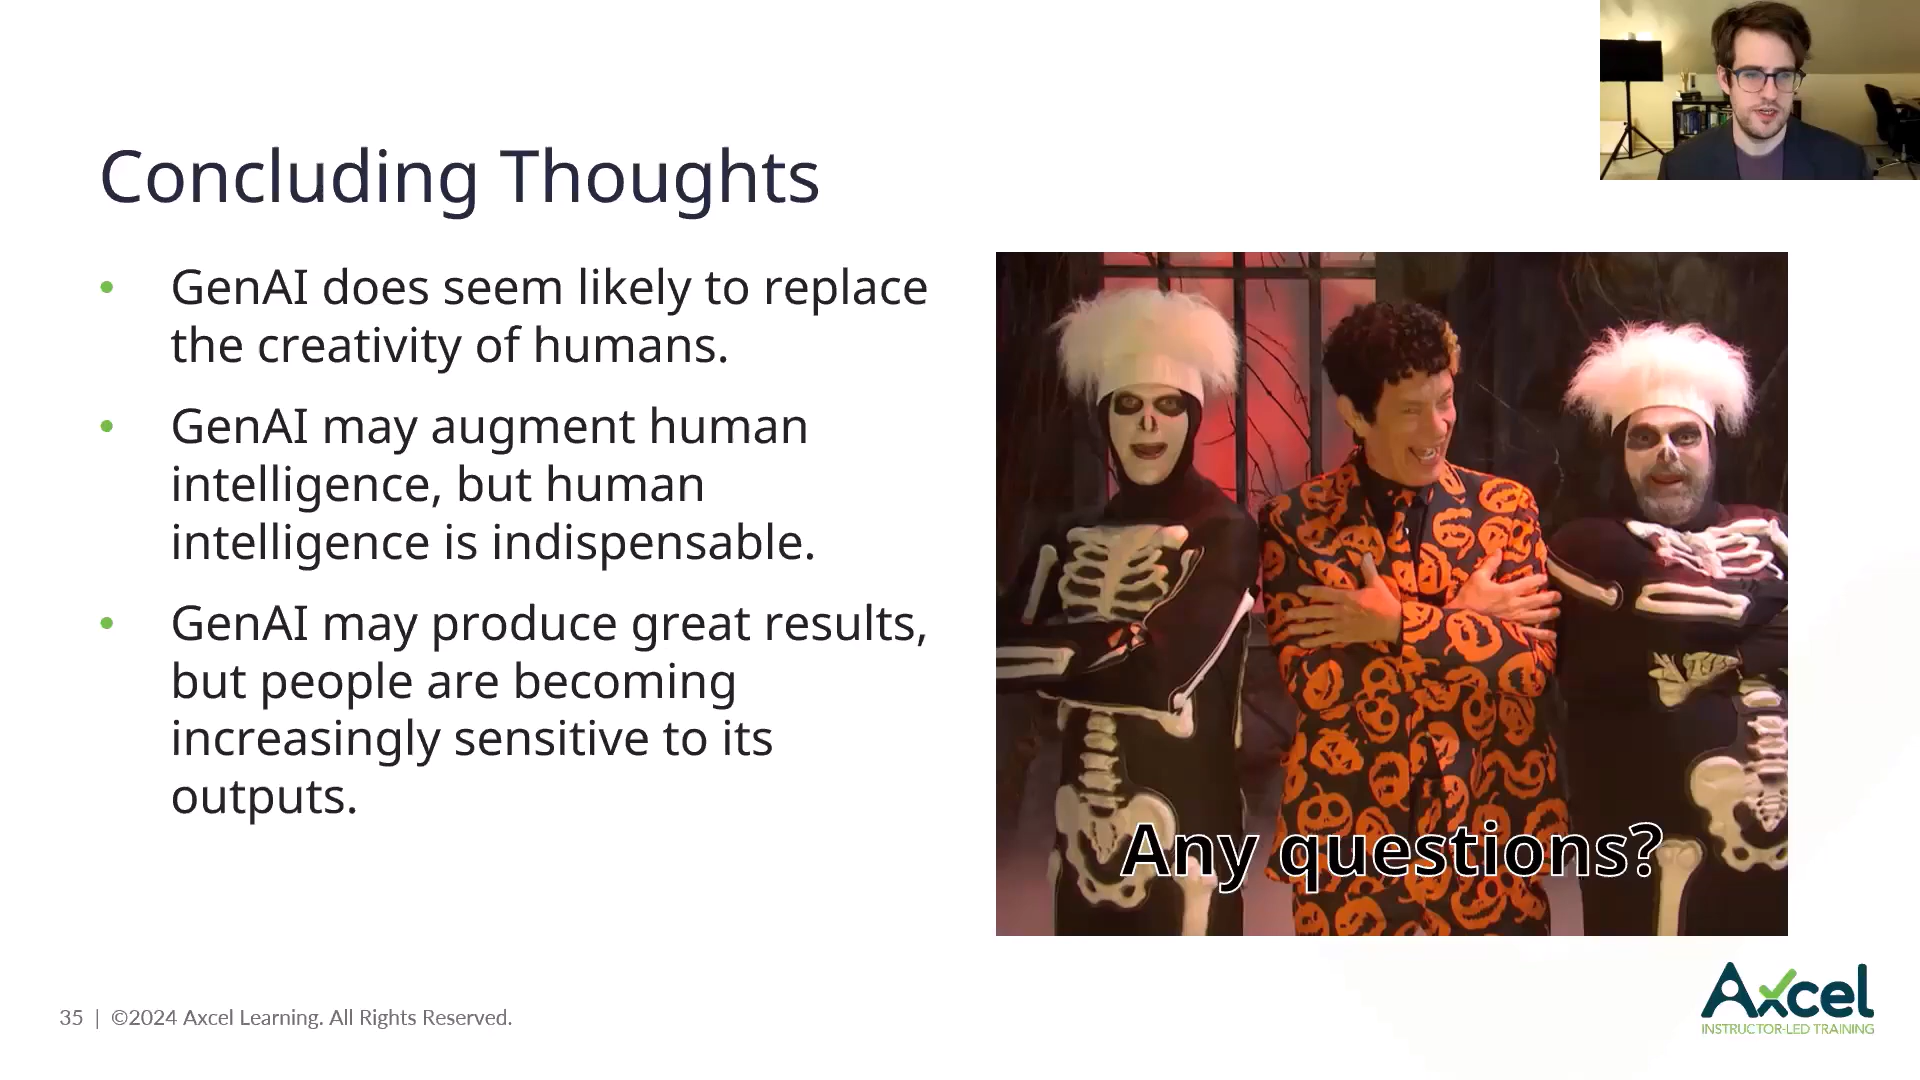 Concluding Thoughts
• GenAI does seem likely to replace
the creativity of humans.
• GenAI may augment human
intelligence, but human
intelligence is indispensable.
• GenAI may produce great results,
but people are becoming
increasingly sensitive to its
outputs.
Any questions?
35 | ©2024 Axcel Learning. All Rights Reserved.
Axcel
INSTRUCTOR-LED TRAINING